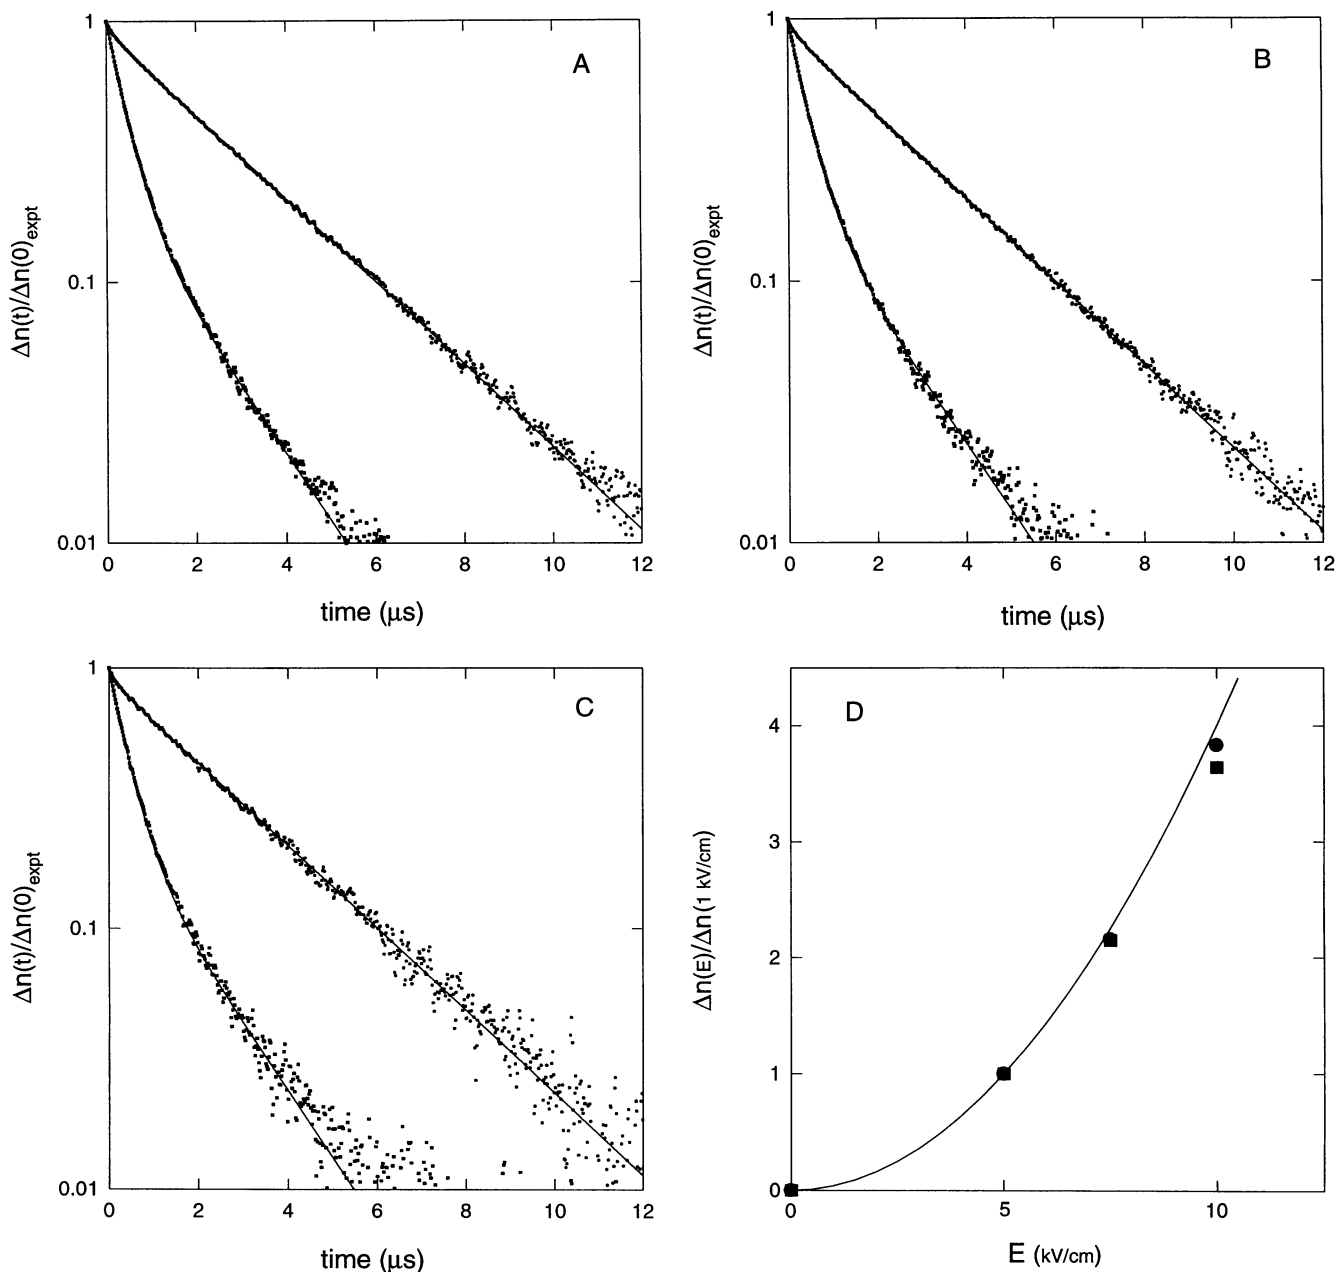 A
1
0.1
0.01
Δn(t)/Δn(0)expt
0 2 4 6 8 10 12
time (μs)
B
1
0.1
0.01
Δn(t)/Δn(0)expt
0 2 4 6 8 10 12
time (μs)
C
1
0.1
0.01
Δn(t)/Δn(0)expt
0 2 4 6 8 10 12
time (μs)
D
4
3
2
1
0
Δn(E)/Δn(1 kV/cm)
0 5 10
E (kV/cm)